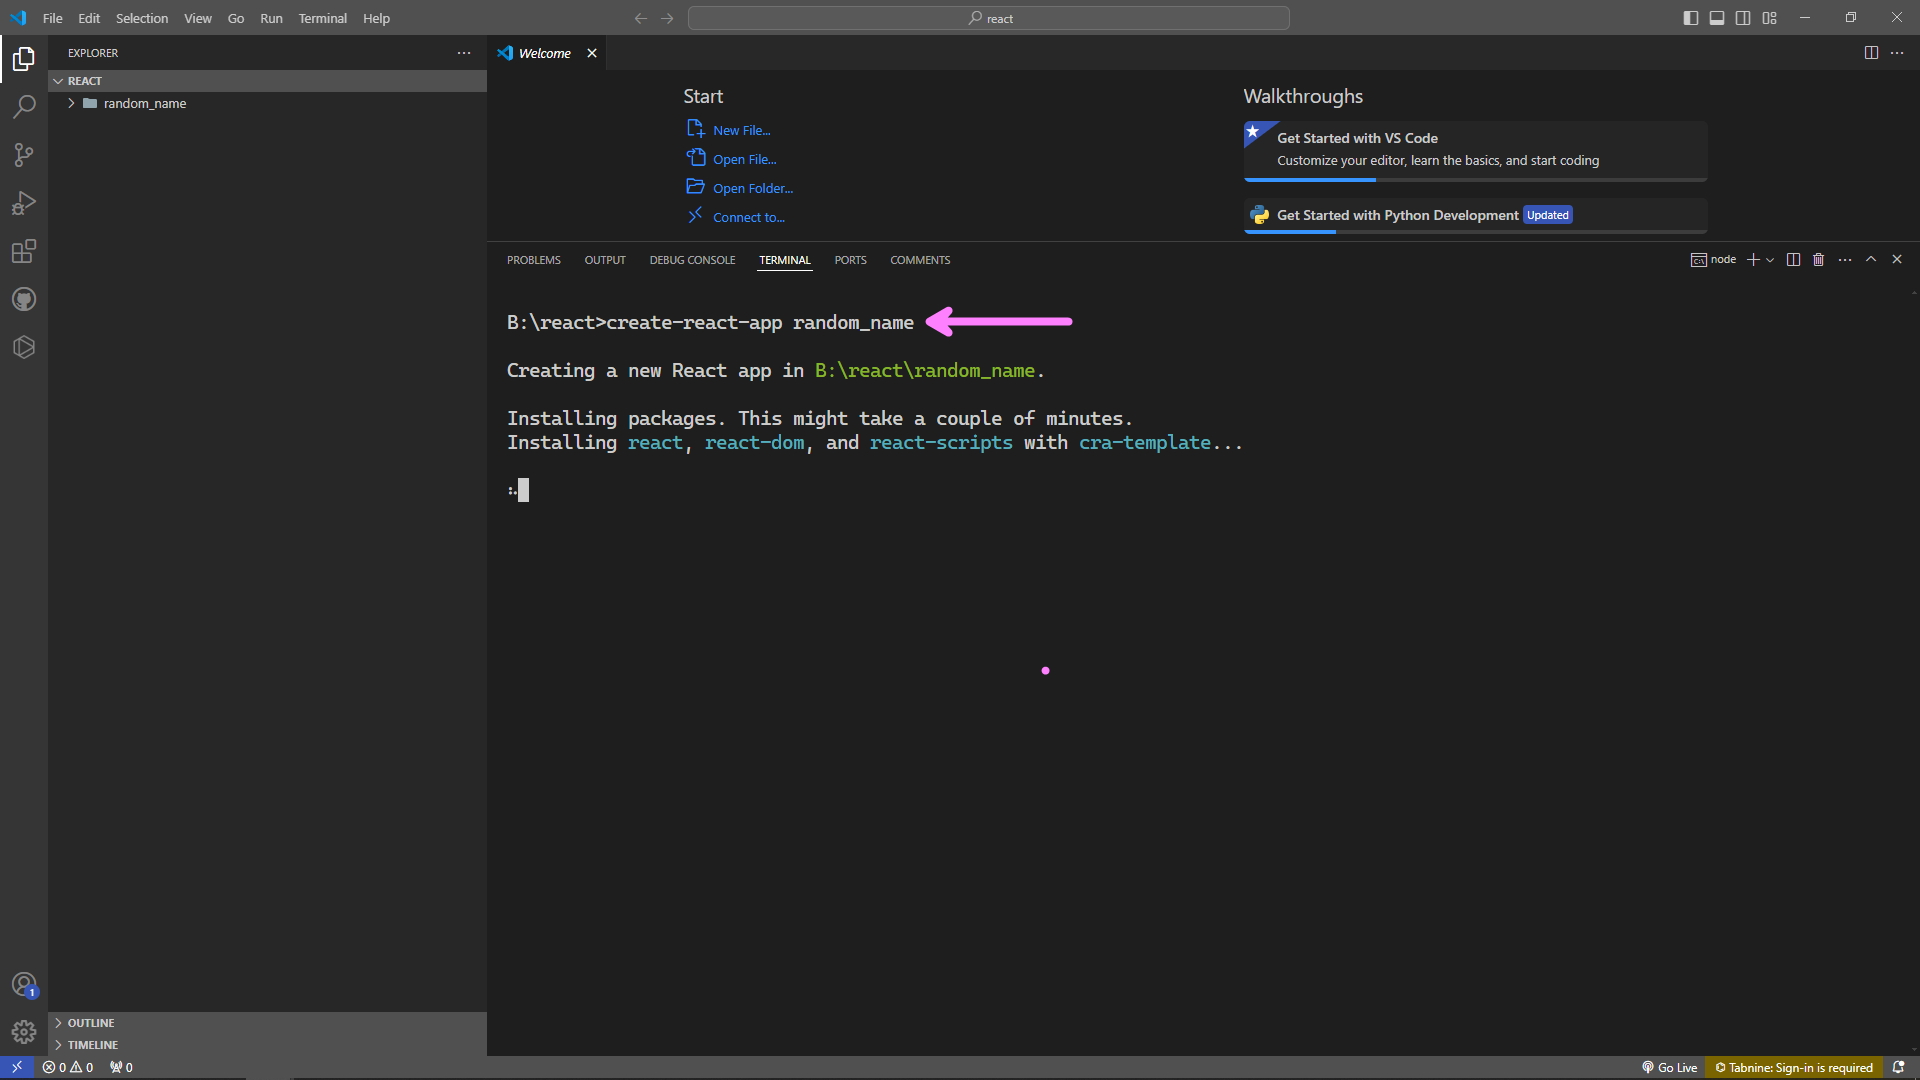 File Edit Selection View Go Run Terminal Help
react
EXPLORER
REACT
random_name
OUTLINE
TIMELINE
Welcome
Start
New File...
Open File...
Open Folder...
Connect to...
Walkthroughs
Get Started with VS Code
Customize your editor, learn the basics, and start coding
Get Started with Python Development Updated
PROBLEMS OUTPUT DEBUG CONSOLE TERMINAL PORTS COMMENTS
node
B:\react>create-react-app random_name
Creating a new React app in B:\react\random_name.
Installing packages. This might take a couple of minutes.
Installing react, react-dom, and react-scripts with cra-template...
1
0 0 0
Go Live Tabnine: Sign-in is required